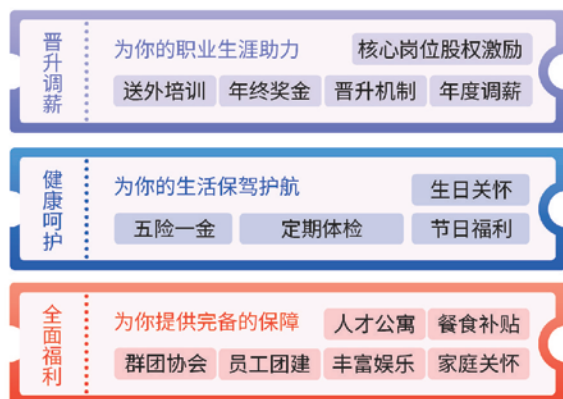 晋升调薪
为你的职业生涯助力 核心岗位股权激励
送外培训 年终奖金 晋升机制 年度调薪
健康呵护
为你的生活保驾护航 生日关怀
五险一金 定期体检 节日福利
全面福利
为你提供完备的保障 人才公寓 餐食补贴
群团协会 员工团建 丰富娱乐 家庭关怀